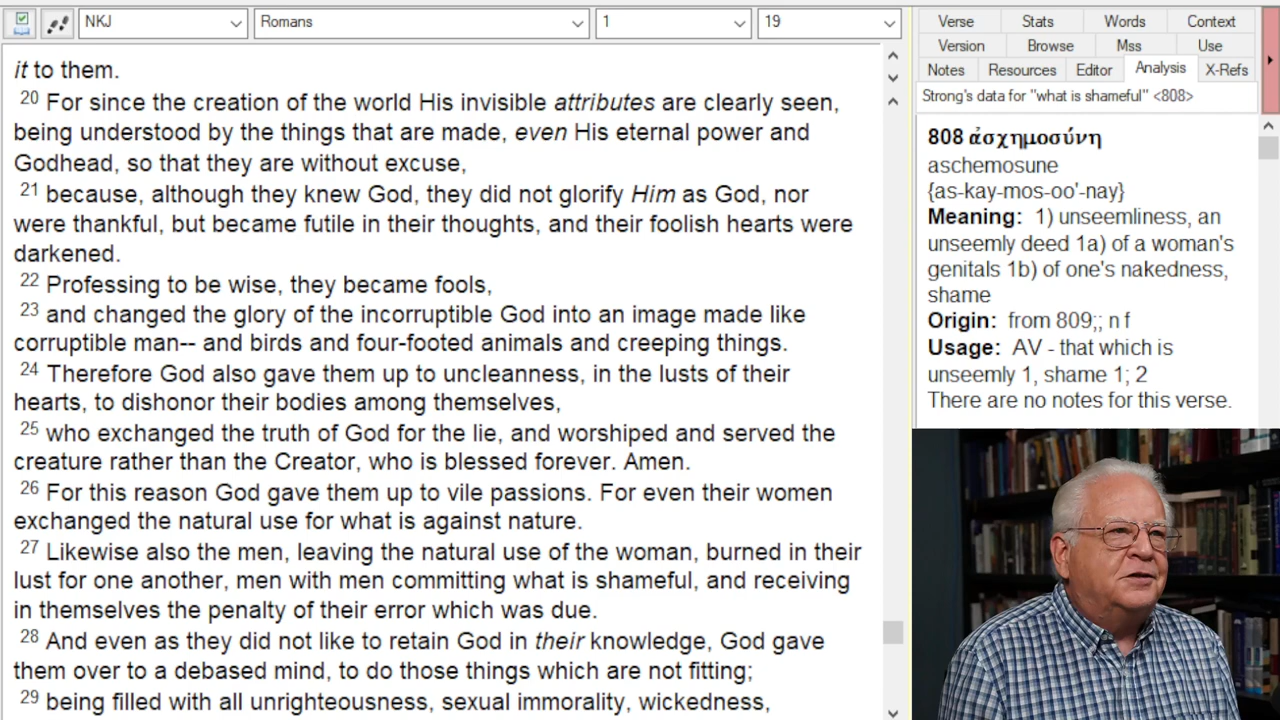 NKJ Romans 1 19
it to them.
20 For since the creation of the world His invisible attributes are clearly seen,
being understood by the things that are made, even His eternal power and
Godhead, so that they are without excuse,
21 because, although they knew God, they did not glorify Him as God, nor
were thankful, but became futile in their thoughts, and their foolish hearts were
darkened.
22 Professing to be wise, they became fools,
23 and changed the glory of the incorruptible God into an image made like
corruptible man-- and birds and four-footed animals and creeping things.
24 Therefore God also gave them up to uncleanness, in the lusts of their
hearts, to dishonor their bodies among themselves,
25 who exchanged the truth of God for the lie, and worshiped and served the
creature rather than the Creator, who is blessed forever. Amen.
26 For this reason God gave them up to vile passions. For even their women
exchanged the natural use for what is against nature.
27 Likewise also the men, leaving the natural use of the woman, burned in their
lust for one another, men with men committing what is shameful, and receiving
in themselves the penalty of their error which was due.
28 And even as they did not like to retain God in their knowledge, God gave
them over to a debased mind, to do those things which are not fitting;
29 being filled with all unrighteousness, sexual immorality, wickedness,
Verse Stats Words Context
Version Browse Mss Use
Notes Resources Editor Analysis X-Refs
Strong's data for "what is shameful" <808>
808 ἀσχημοσύνη
aschemosune
{as-kay-mos-oo'-nay}
Meaning: 1) unseemliness, an
unseemly deed 1a) of a woman's
genitals 1b) of one's nakedness,
shame
Origin: from 809;; n f
Usage: AV - that which is
unseemly 1, shame 1; 2
There are no notes for this verse.